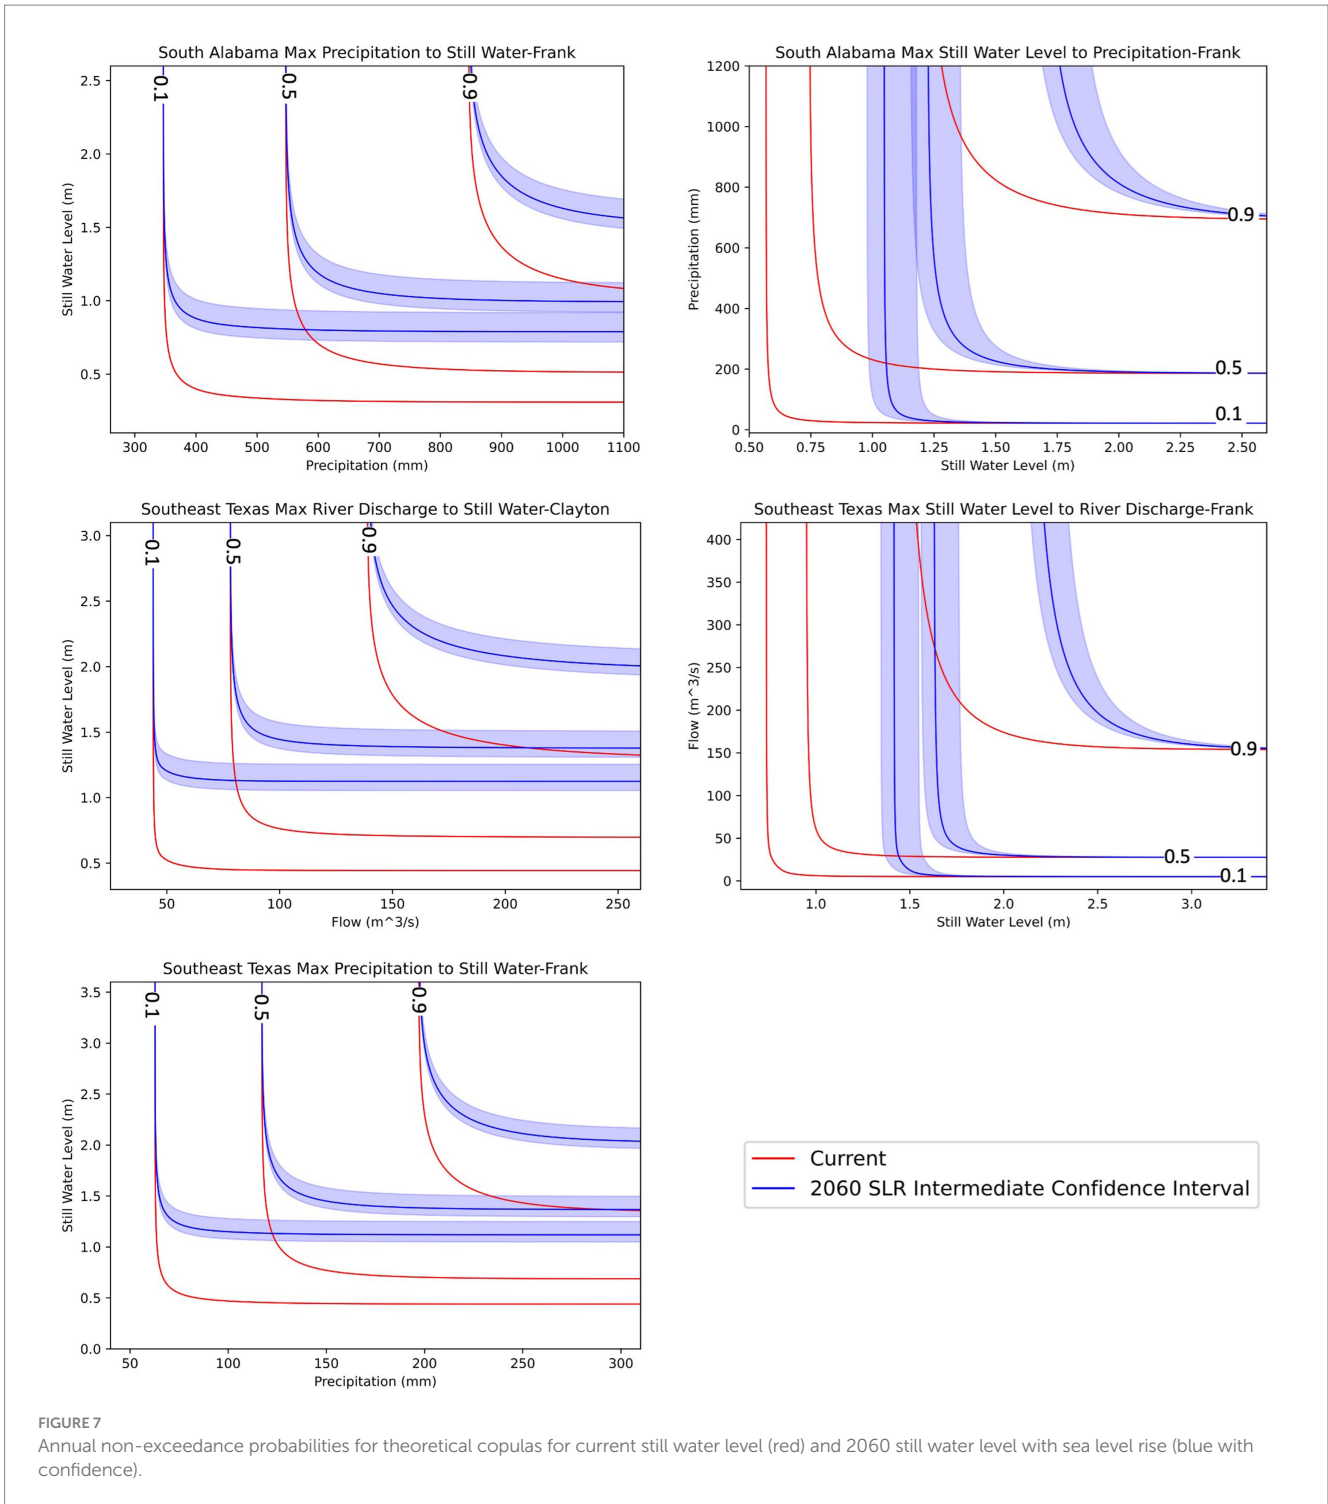 South Alabama Max Precipitation to Still Water-Frank
0.1
0.5
0.9
2.5
2.0
1.5
1.0
0.5
Still Water Level (m)
300 400 500 600 700 800 900 1000 1100
Precipitation (mm)
South Alabama Max Still Water Level to Precipitation-Frank
1200
1000
800
600
400
200
0
Precipitation (mm)
0.9
0.5
0.1
0.50 0.75 1.00 1.25 1.50 1.75 2.00 2.25 2.50
Still Water Level (m)
Southeast Texas Max River Discharge to Still Water-Clayton
0.1
0.5
0.9
3.0
2.5
2.0
1.5
1.0
0.5
Still Water Level (m)
50 100 150 200 250
Flow (m^3/s)
Southeast Texas Max Still Water Level to River Discharge-Frank
400
350
300
250
200
150
100
50
0
Flow (m^3/s)
0.9
0.5
0.1
1.0 1.5 2.0 2.5 3.0
Still Water Level (m)
Southeast Texas Max Precipitation to Still Water-Frank
0.1
0.5
0.9
3.5
3.0
2.5
2.0
1.5
1.0
0.5
0.0
Still Water Level (m)
50 100 150 200 250 300
Precipitation (mm)
Current
2060 SLR Intermediate Confidence Interval
FIGURE 7
Annual non-exceedance probabilities for theoretical copulas for current still water level (red) and 2060 still water level with sea level rise (blue with
confidence).